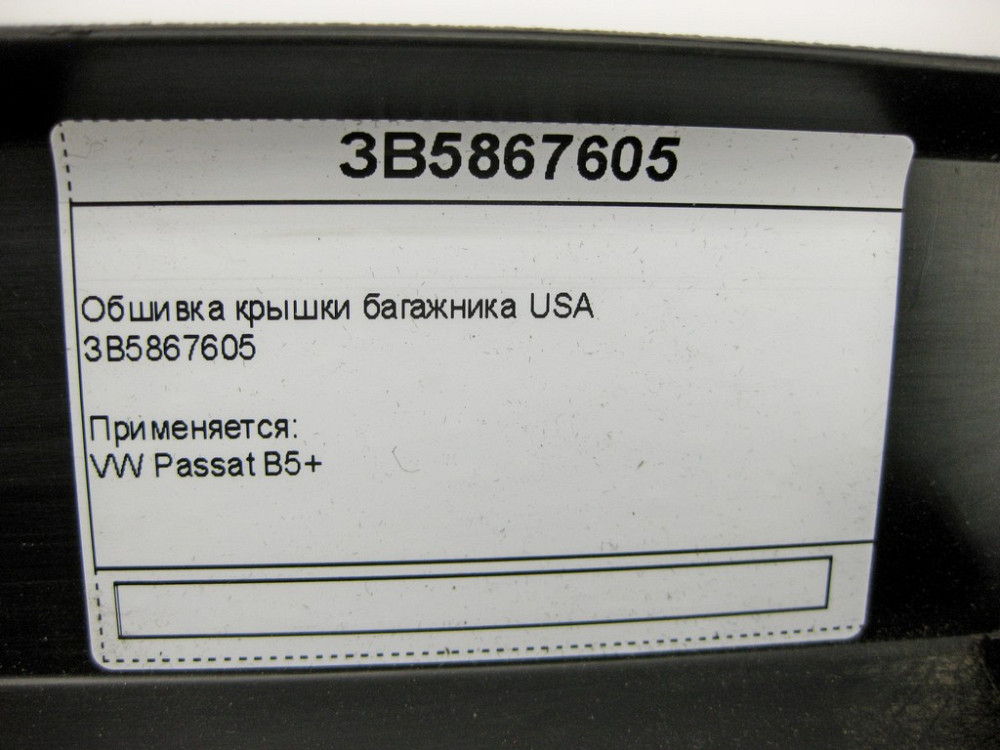 3B5867605
Обшивка крышки багажника USA
3B5867605
Применяется:
VW Passat B5+